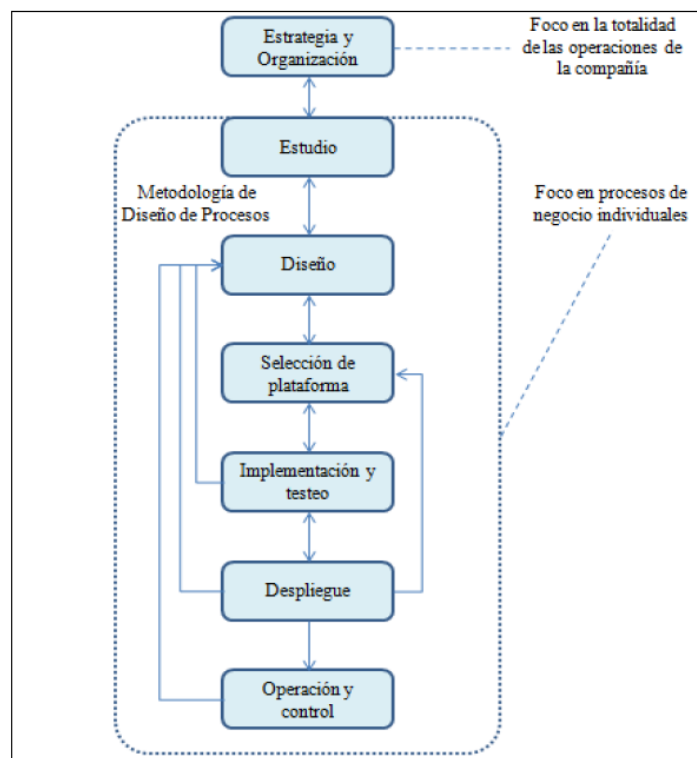 Estrategia y
Organización
Foco en la totalidad
de las operaciones de
la compañía
Estudio
Metodología de
Diseño de Procesos
Foco en procesos de
negocio individuales
Diseño
Selección de
plataforma
Implementación y
testeo
Despliegue
Operación y
control